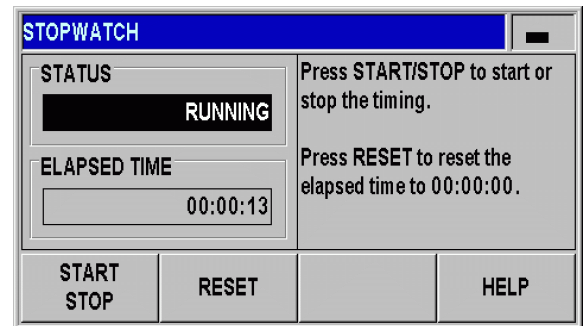 STOPWATCH
STATUS
RUNNING
ELAPSED TIME
00:00:13
Press START/STOP to start or
stop the timing.
Press RESET to reset the
elapsed time to 00:00:00.
START
STOP
RESET
HELP